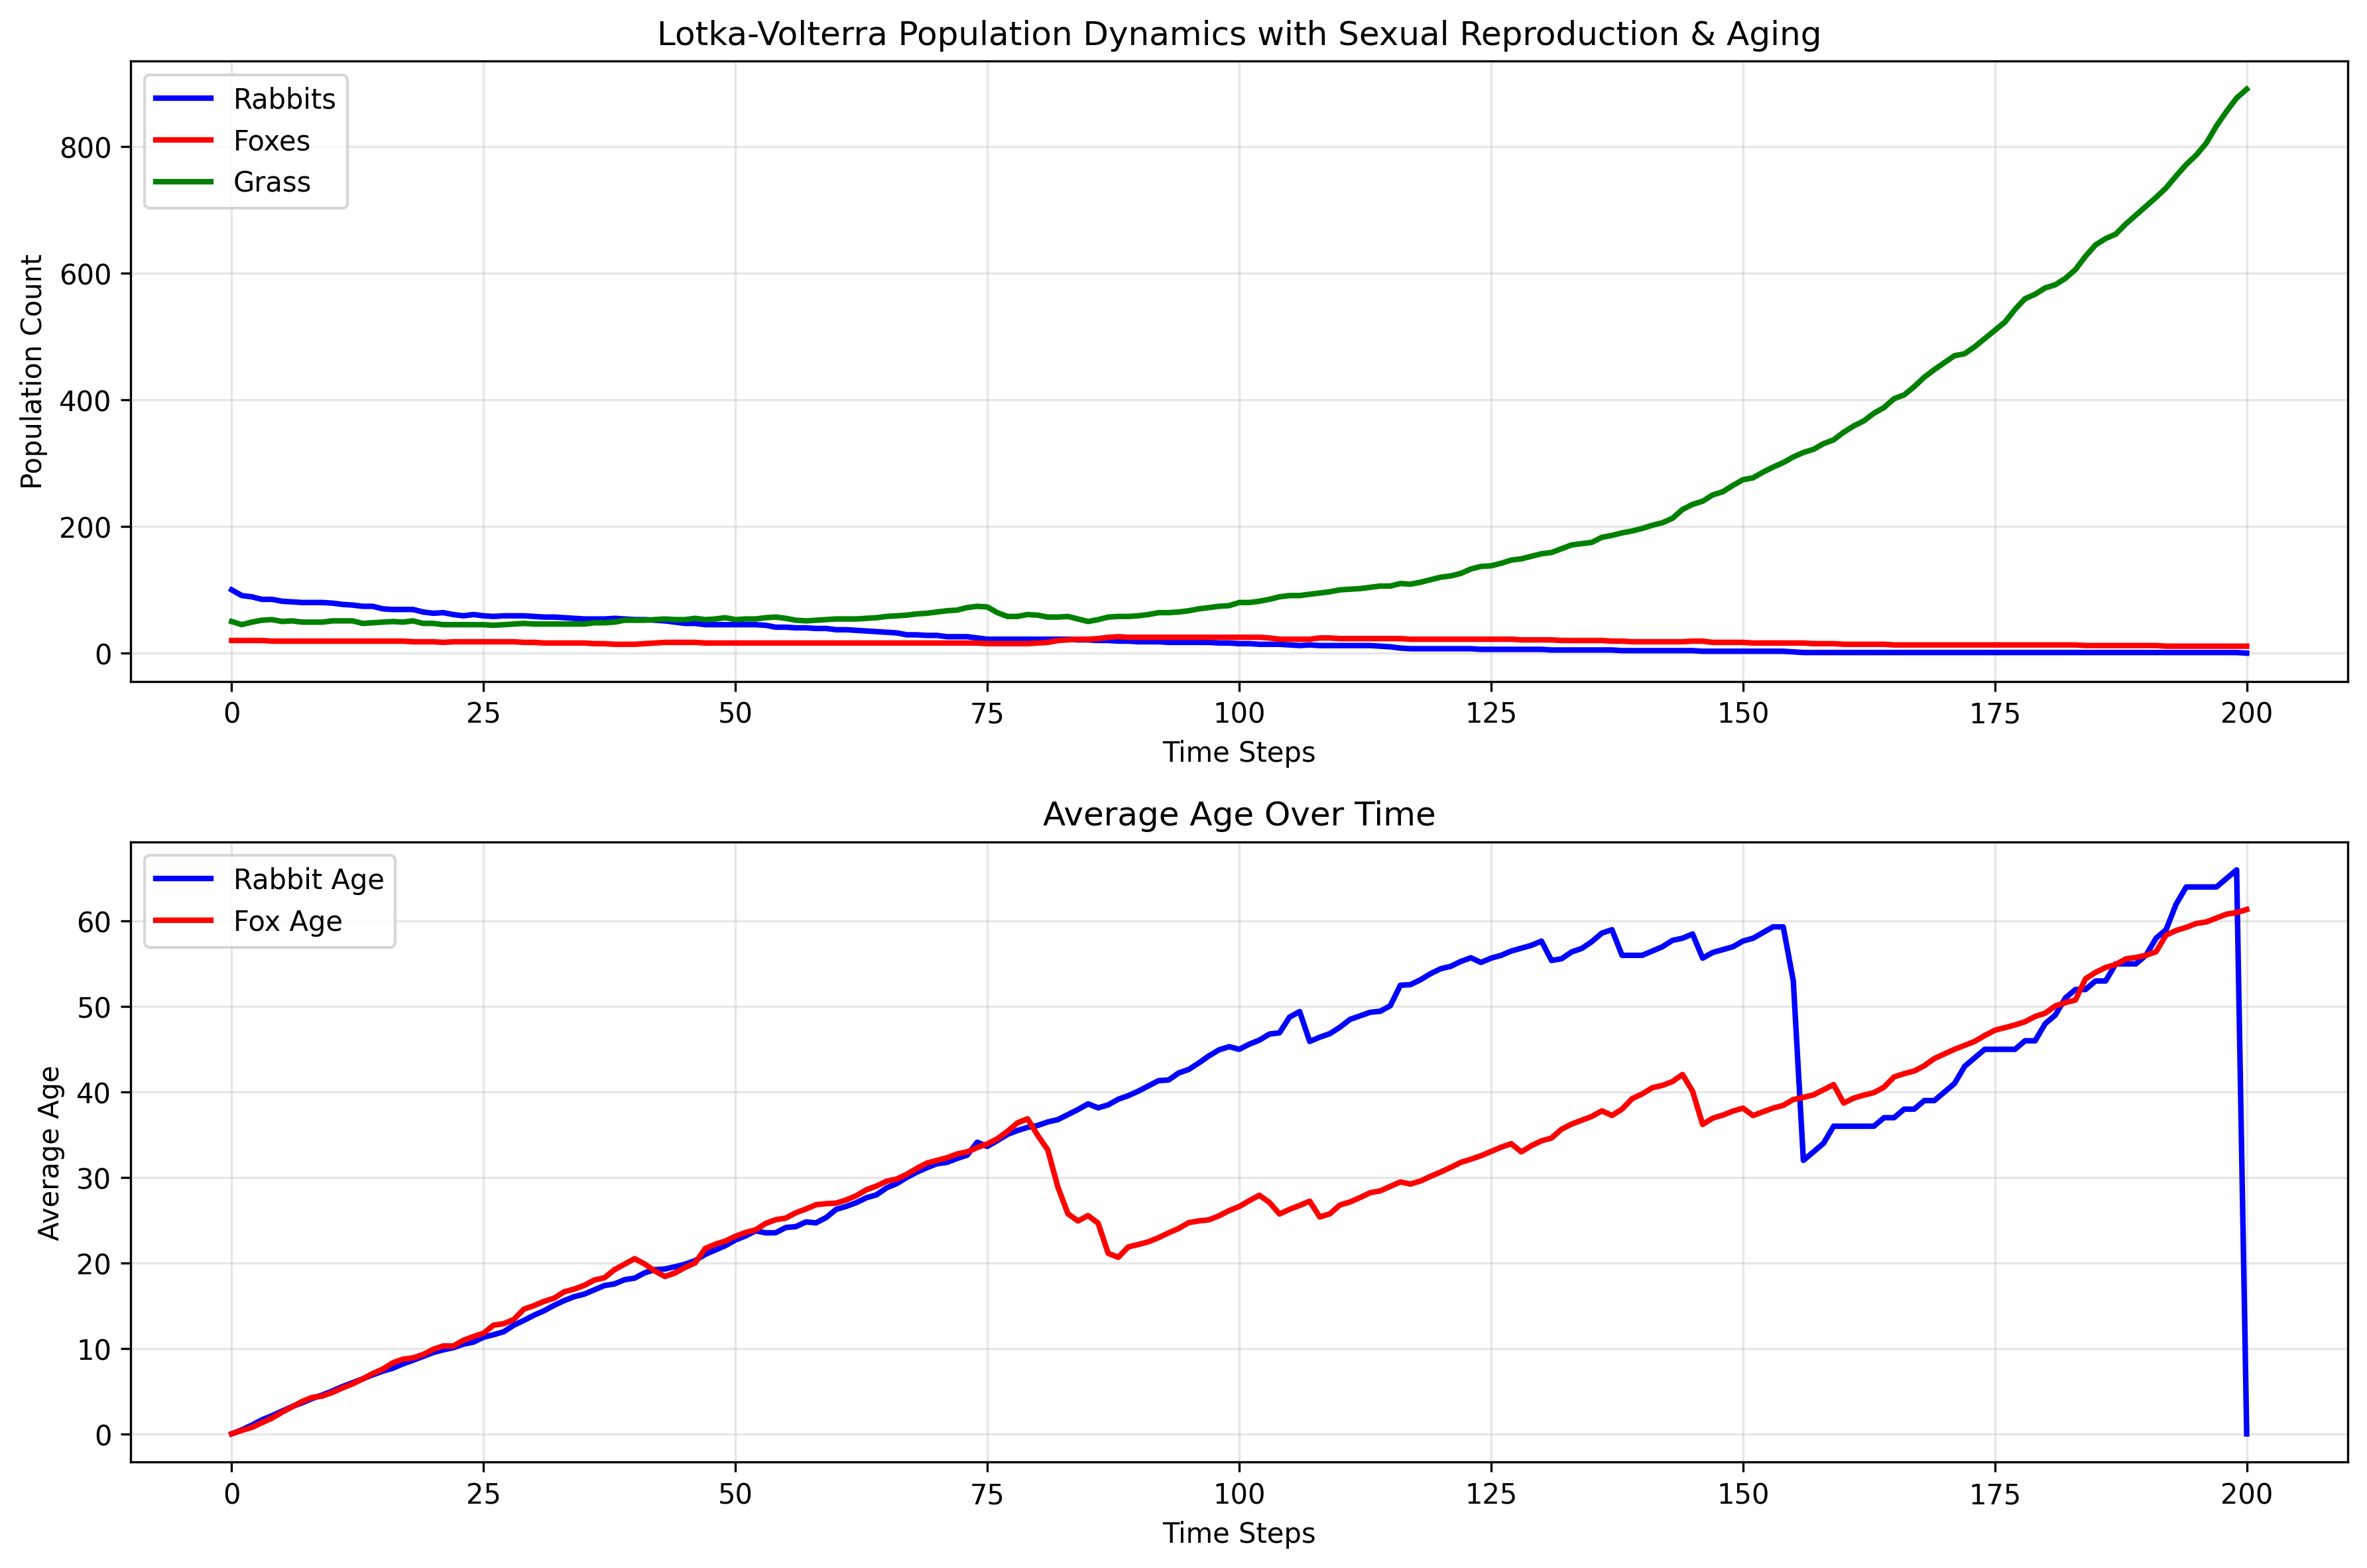 Lotka-Volterra Population Dynamics with Sexual Reproduction & Aging
Rabbits
Foxes
Grass
Population Count
800
600
400
200
0
0 25 50 75 100 125 150 175 200
Time Steps
Average Age Over Time
Rabbit Age
Fox Age
Average Age
60
50
40
30
20
10
0
0 25 50 75 100 125 150 175 200
Time Steps